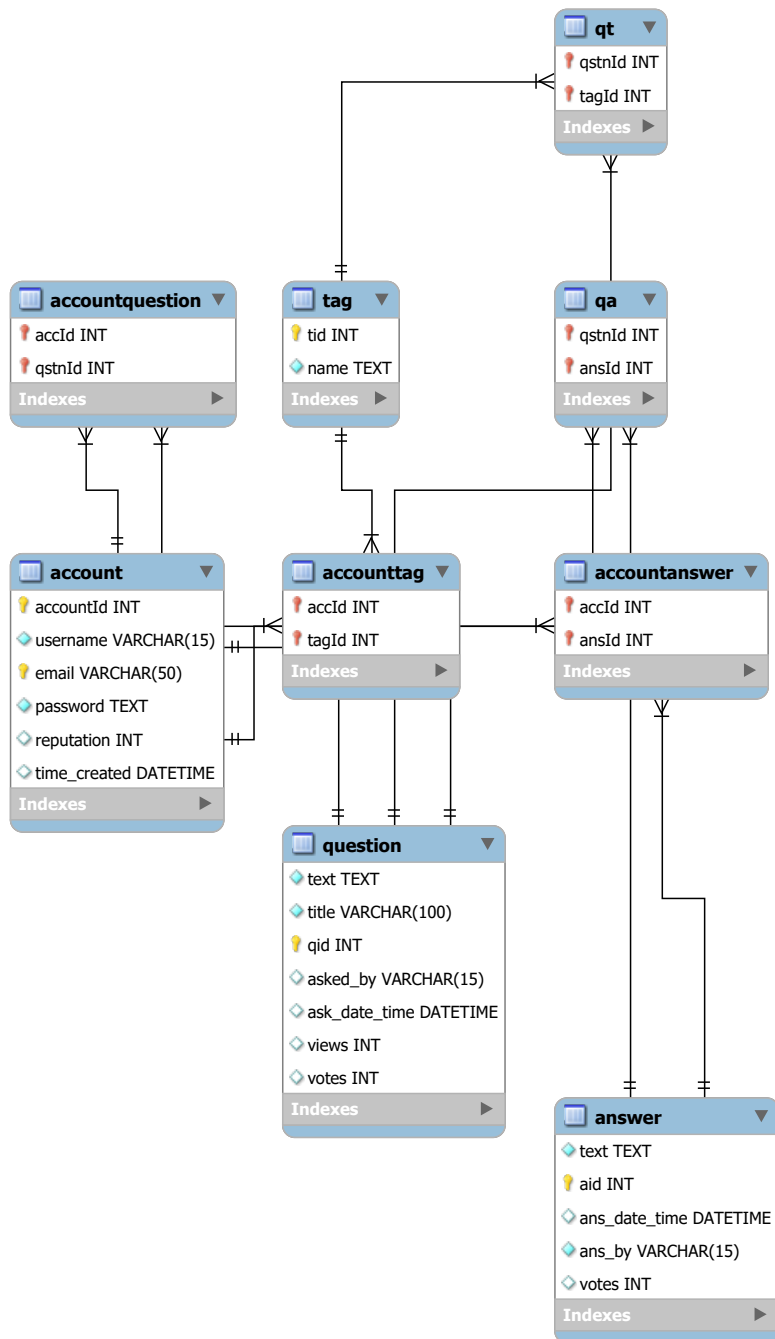 qt
qstnId INT
tagId INT
Indexes
accountquestion
accId INT
qstnId INT
Indexes
tag
tid INT
name TEXT
Indexes
qa
qstnId INT
ansId INT
Indexes
account
accountId INT
username VARCHAR(15)
email VARCHAR(50)
password TEXT
reputation INT
time_created DATETIME
Indexes
accounttag
accId INT
tagId INT
Indexes
accountanswer
accId INT
ansId INT
Indexes
question
text TEXT
title VARCHAR(100)
qid INT
asked_by VARCHAR(15)
ask_date_time DATETIME
views INT
votes INT
Indexes
answer
text TEXT
aid INT
ans_date_time DATETIME
ans_by VARCHAR(15)
votes INT
Indexes